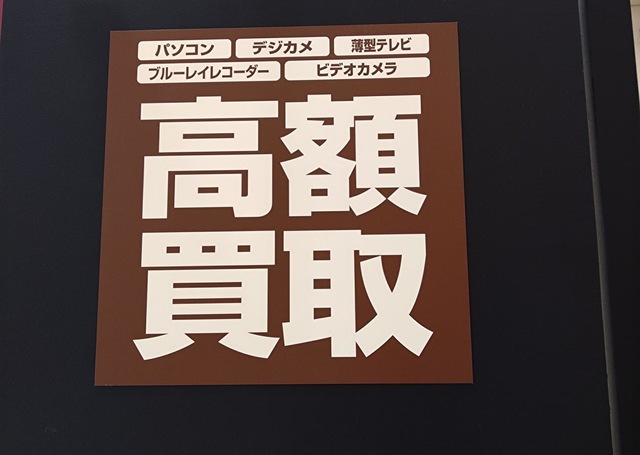 パソコン デジカメ 薄型テレビ
ブルーレイレコーダー ビデオカメラ
高額
買取